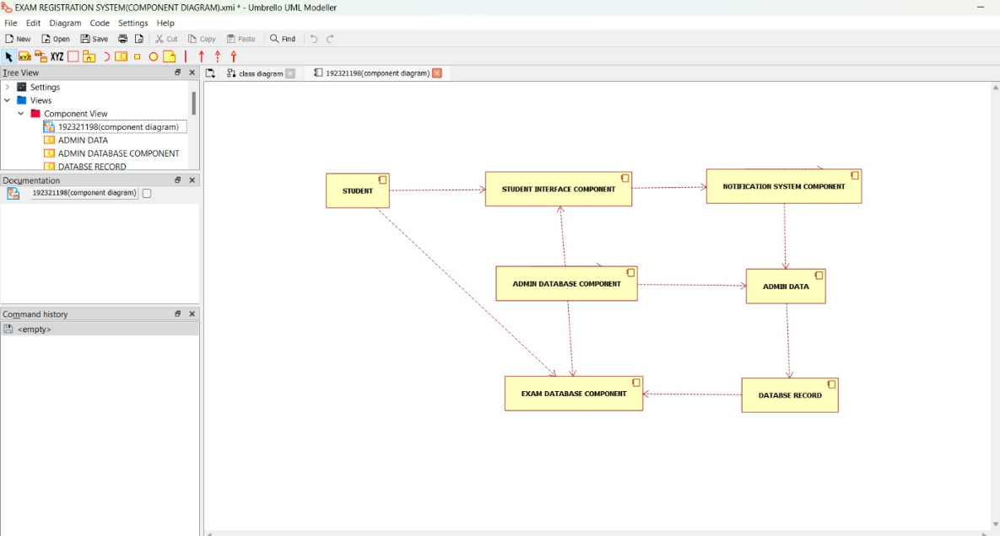 EXAM REGISTRATION SYSTEM(COMPONENT DIAGRAM).xmi * - Umbrello UML Modeller
File Edit Diagram Code Settings Help
New Open Save Cut Copy Paste Find
XYZ XYZ
Tree View
class diagram
192321198(component diagram)
Settings
Views
Component View
192321198(component diagram)
ADMIN DATA
ADMIN DATABASE COMPONENT
DATABSE RECORD
Documentation
192321198(component diagram)
Command history
<empty>
STUDENT
STUDENT INTERFACE COMPONENT
NOTIFICATION SYSTEM COMPONENT
ADMIN DATABASE COMPONENT
ADMIN DATA
EXAM DATABASE COMPONENT
DATABSE RECORD